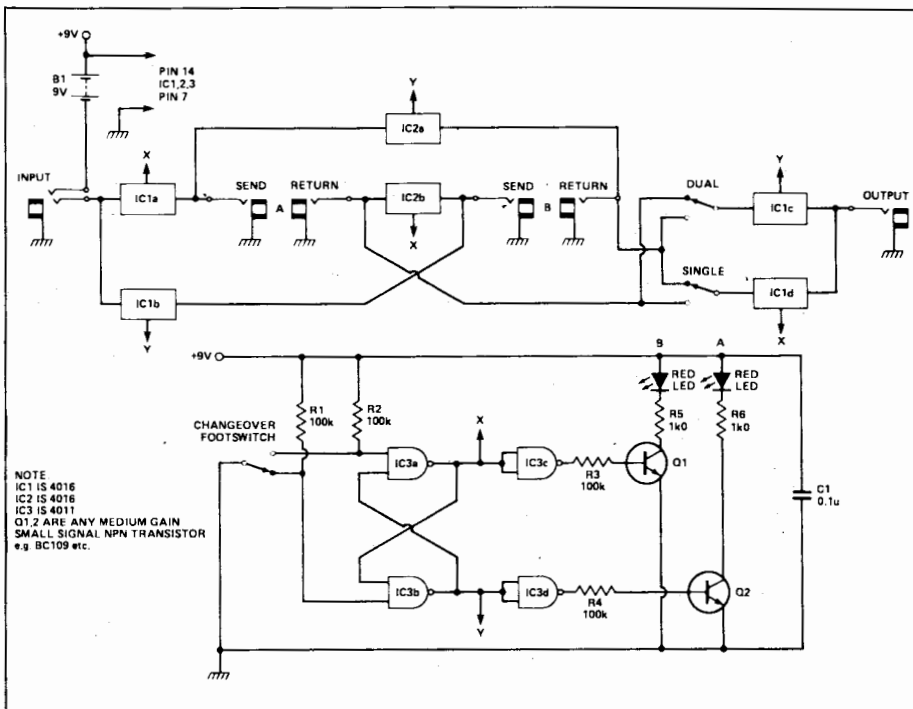 +9V
B1
9V
PIN 14
IC1,2,3
PIN 7
Y
IC2a
INPUT
X
IC1a
SEND
A
RETURN
IC2b
X
SEND
B
RETURN
DUAL
Y
IC1c
OUTPUT
SINGLE
IC1d
X
IC1b
Y
+9V
B
A
RED
LED
RED
LED
R1
100k
R2
100k
R5
1k0
R6
1k0
CHANGEOVER
FOOTSWITCH
X
IC3a
IC3c
R3
100k
Q1
C1
0.1u
NOTE
IC1 IS 4016
IC2 IS 4016
IC3 IS 4011
Q1,2 ARE ANY MEDIUM GAIN
SMALL SIGNAL NPN TRANSISTOR
e.g. BC109 etc.
IC3b
Y
IC3d
R4
100k
Q2